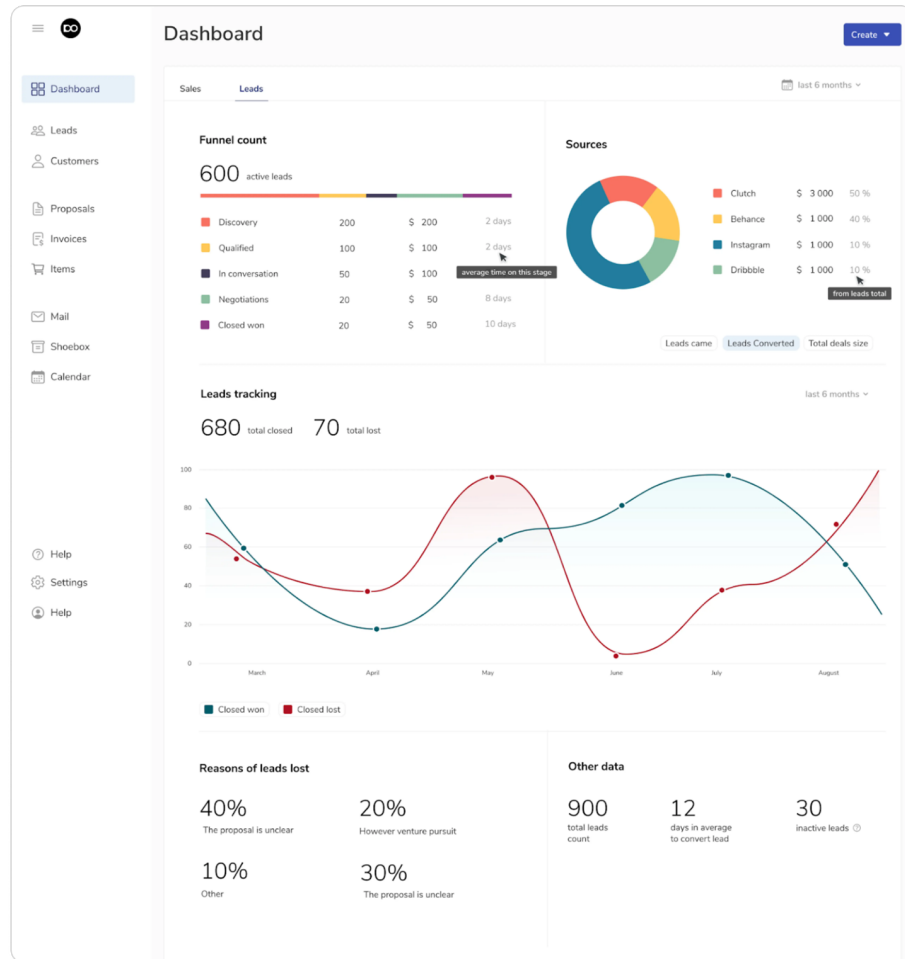 DO
Dashboard
Create
Dashboard
Leads
Customers
Proposals
Invoices
Items
Mail
Shoebox
Calendar
Help
Settings
Help
Sales Leads
last 6 months
Funnel count
600 active leads
Discovery 200 $ 200 2 days
Qualified 100 $ 100 2 days
In conversation 50 $ 100
average time on this stage
Negotiations 20 $ 50 8 days
Closed won 20 $ 50 10 days
Sources
Clutch $ 3 000 50 %
Behance $ 1 000 40 %
Instagram $ 1 000 10 %
Dribbble $ 1 000 10 %
from leads total
Leads came Leads Converted Total deals size
Leads tracking
last 6 months
680 total closed 70 total lost
100
80
60
40
20
0
March April May June July August
Closed won Closed lost
Reasons of leads lost
40%
The proposal is unclear
20%
However venture pursuit
10%
Other
30%
The proposal is unclear
Other data
900
total leads
count
12
days in average
to convert lead
30
inactive leads